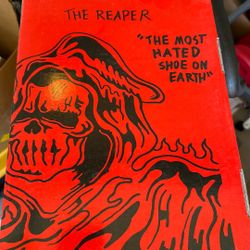 THE REAPER
"THE MOST
HATED
SHOE ON
EARTH"